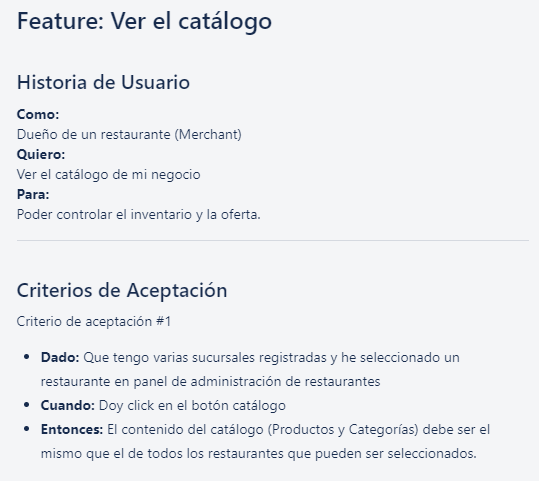 Feature: Ver el catálogo
Historia de Usuario
Como:
Dueño de un restaurante (Merchant)
Quiero:
Ver el catálogo de mi negocio
Para:
Poder controlar el inventario y la oferta.
Criterios de Aceptación
Criterio de aceptación #1
• Dado: Que tengo varias sucursales registradas y he seleccionado un
restaurante en panel de administración de restaurantes
• Cuando: Doy click en el botón catálogo
• Entonces: El contenido del catálogo (Productos y Categorías) debe ser el
mismo que el de todos los restaurantes que pueden ser seleccionados.